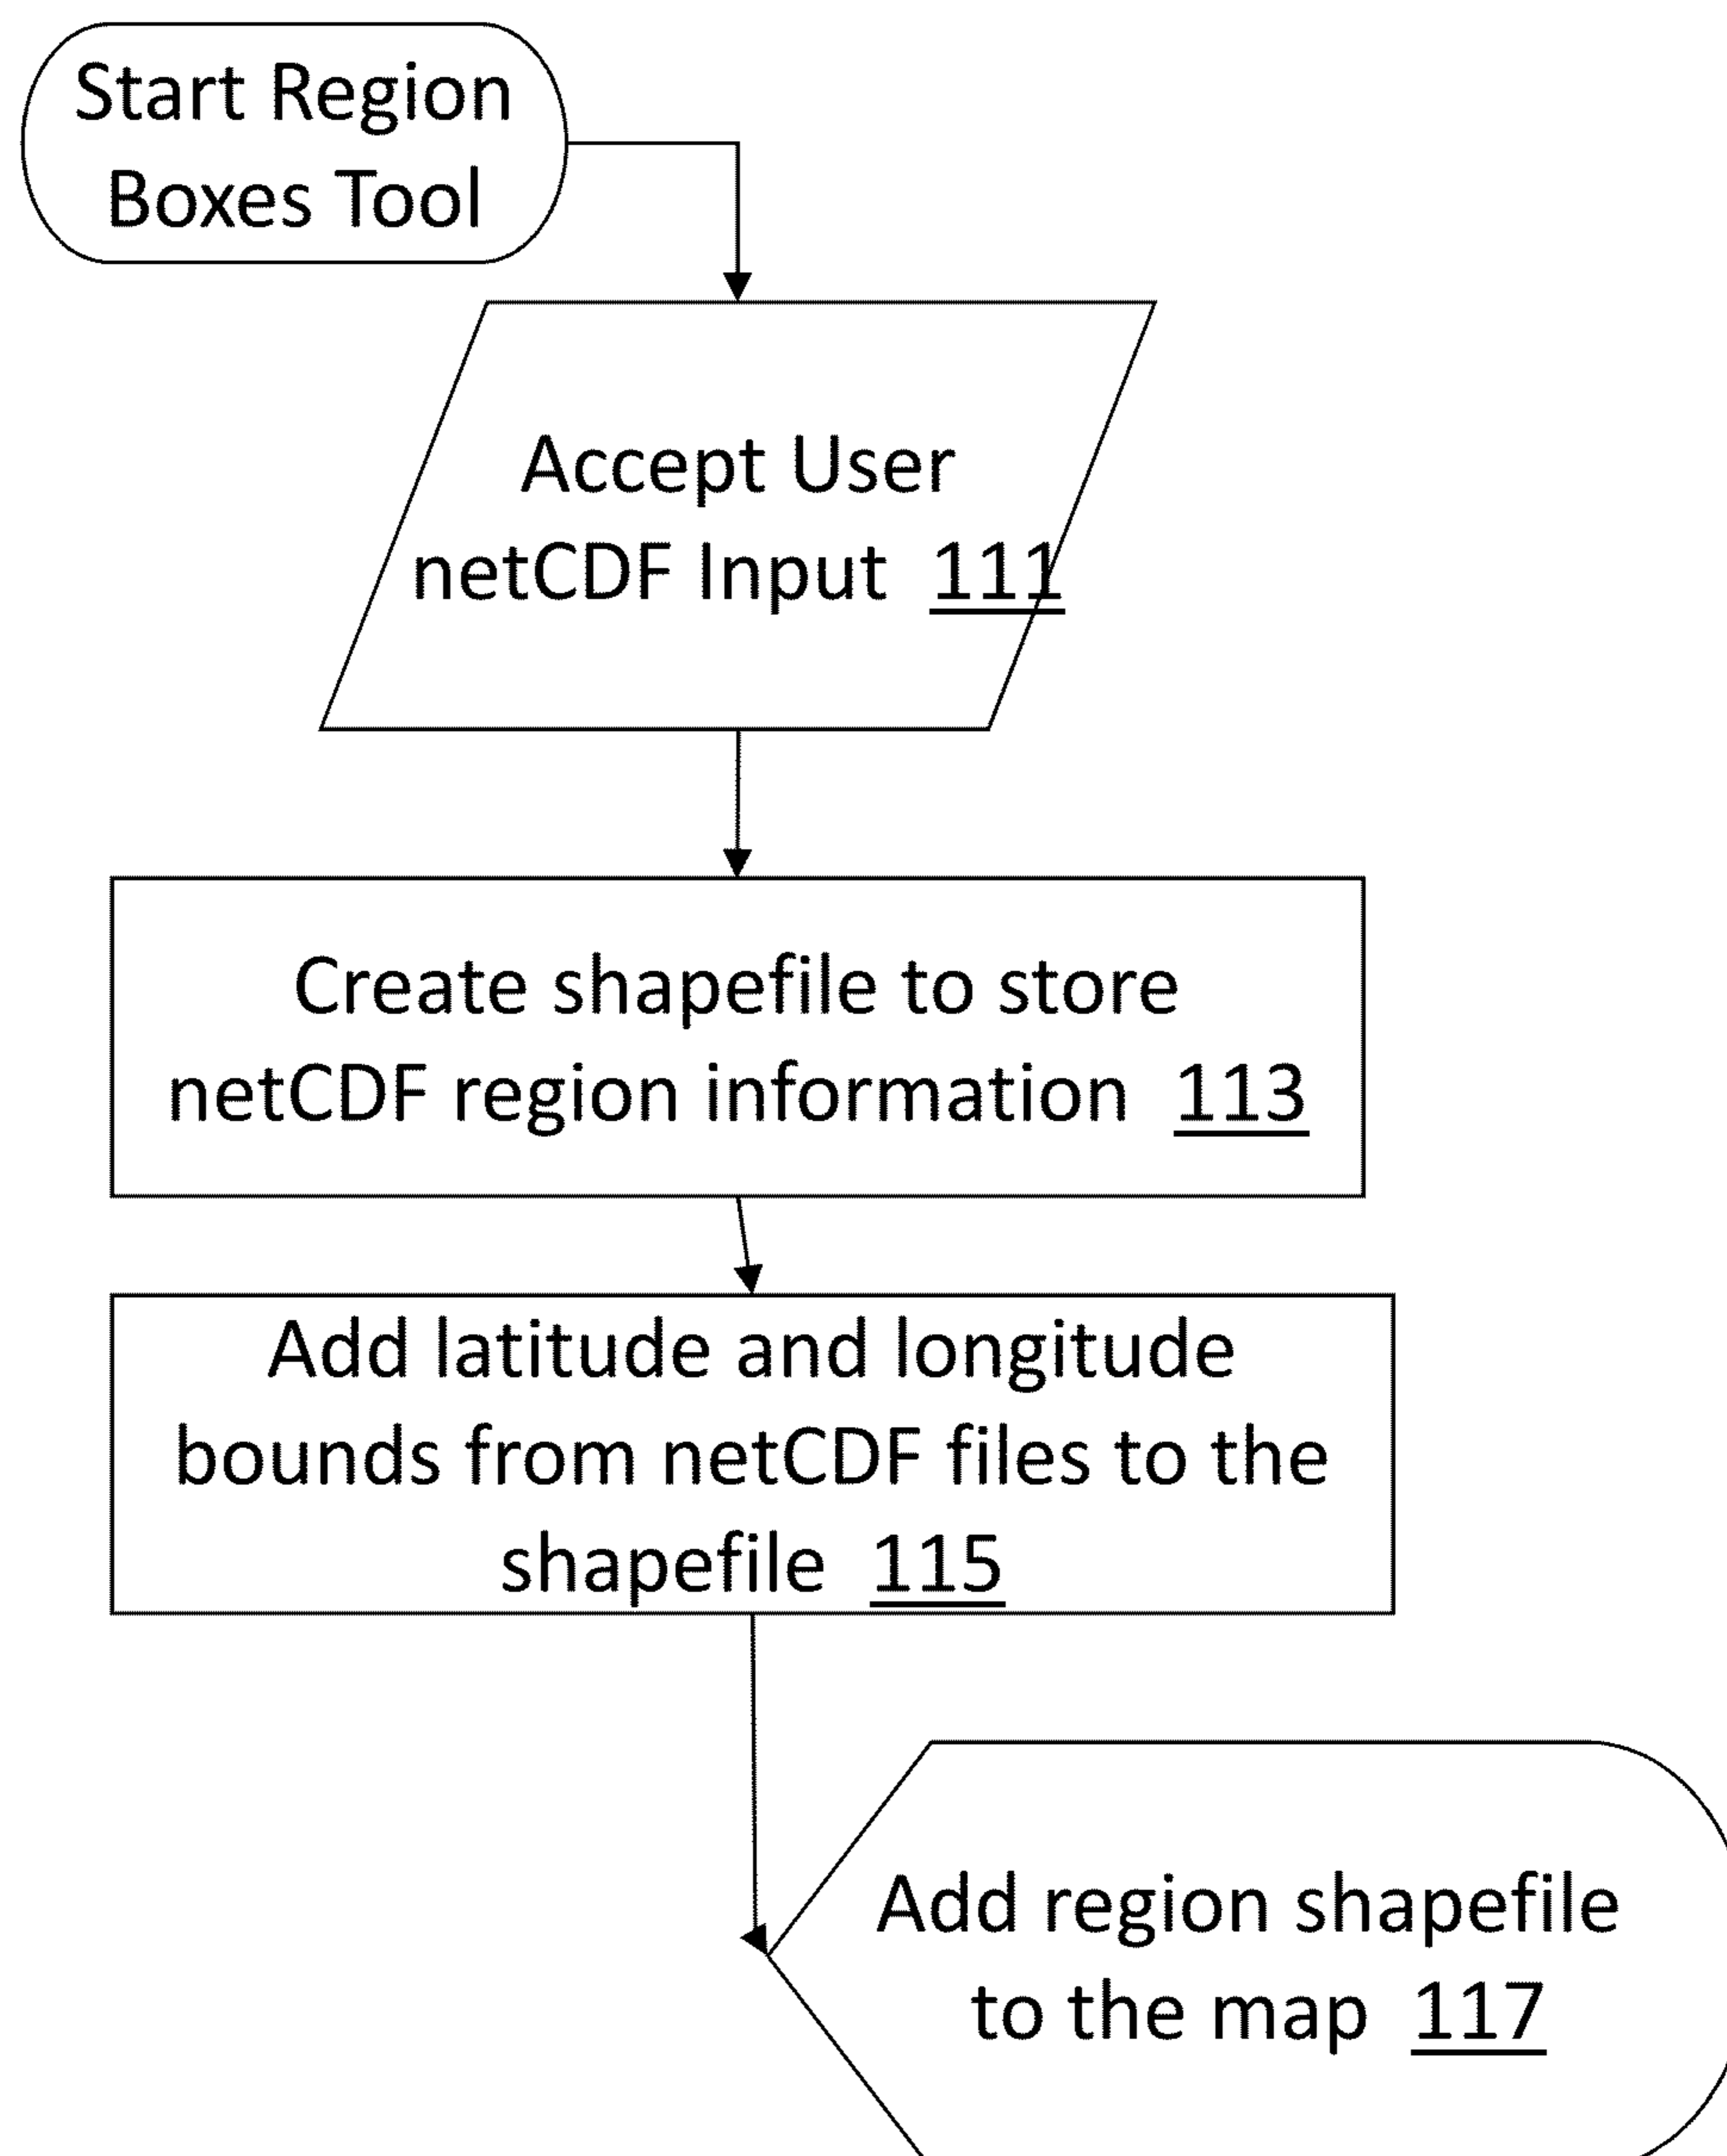 Start Region
Boxes Tool
Accept User
netCDF Input 111
Create shapefile to store
netCDF region information 113
Add latitude and longitude
bounds from netCDF files to the
shapefile 115
Add region shapefile
to the map 117